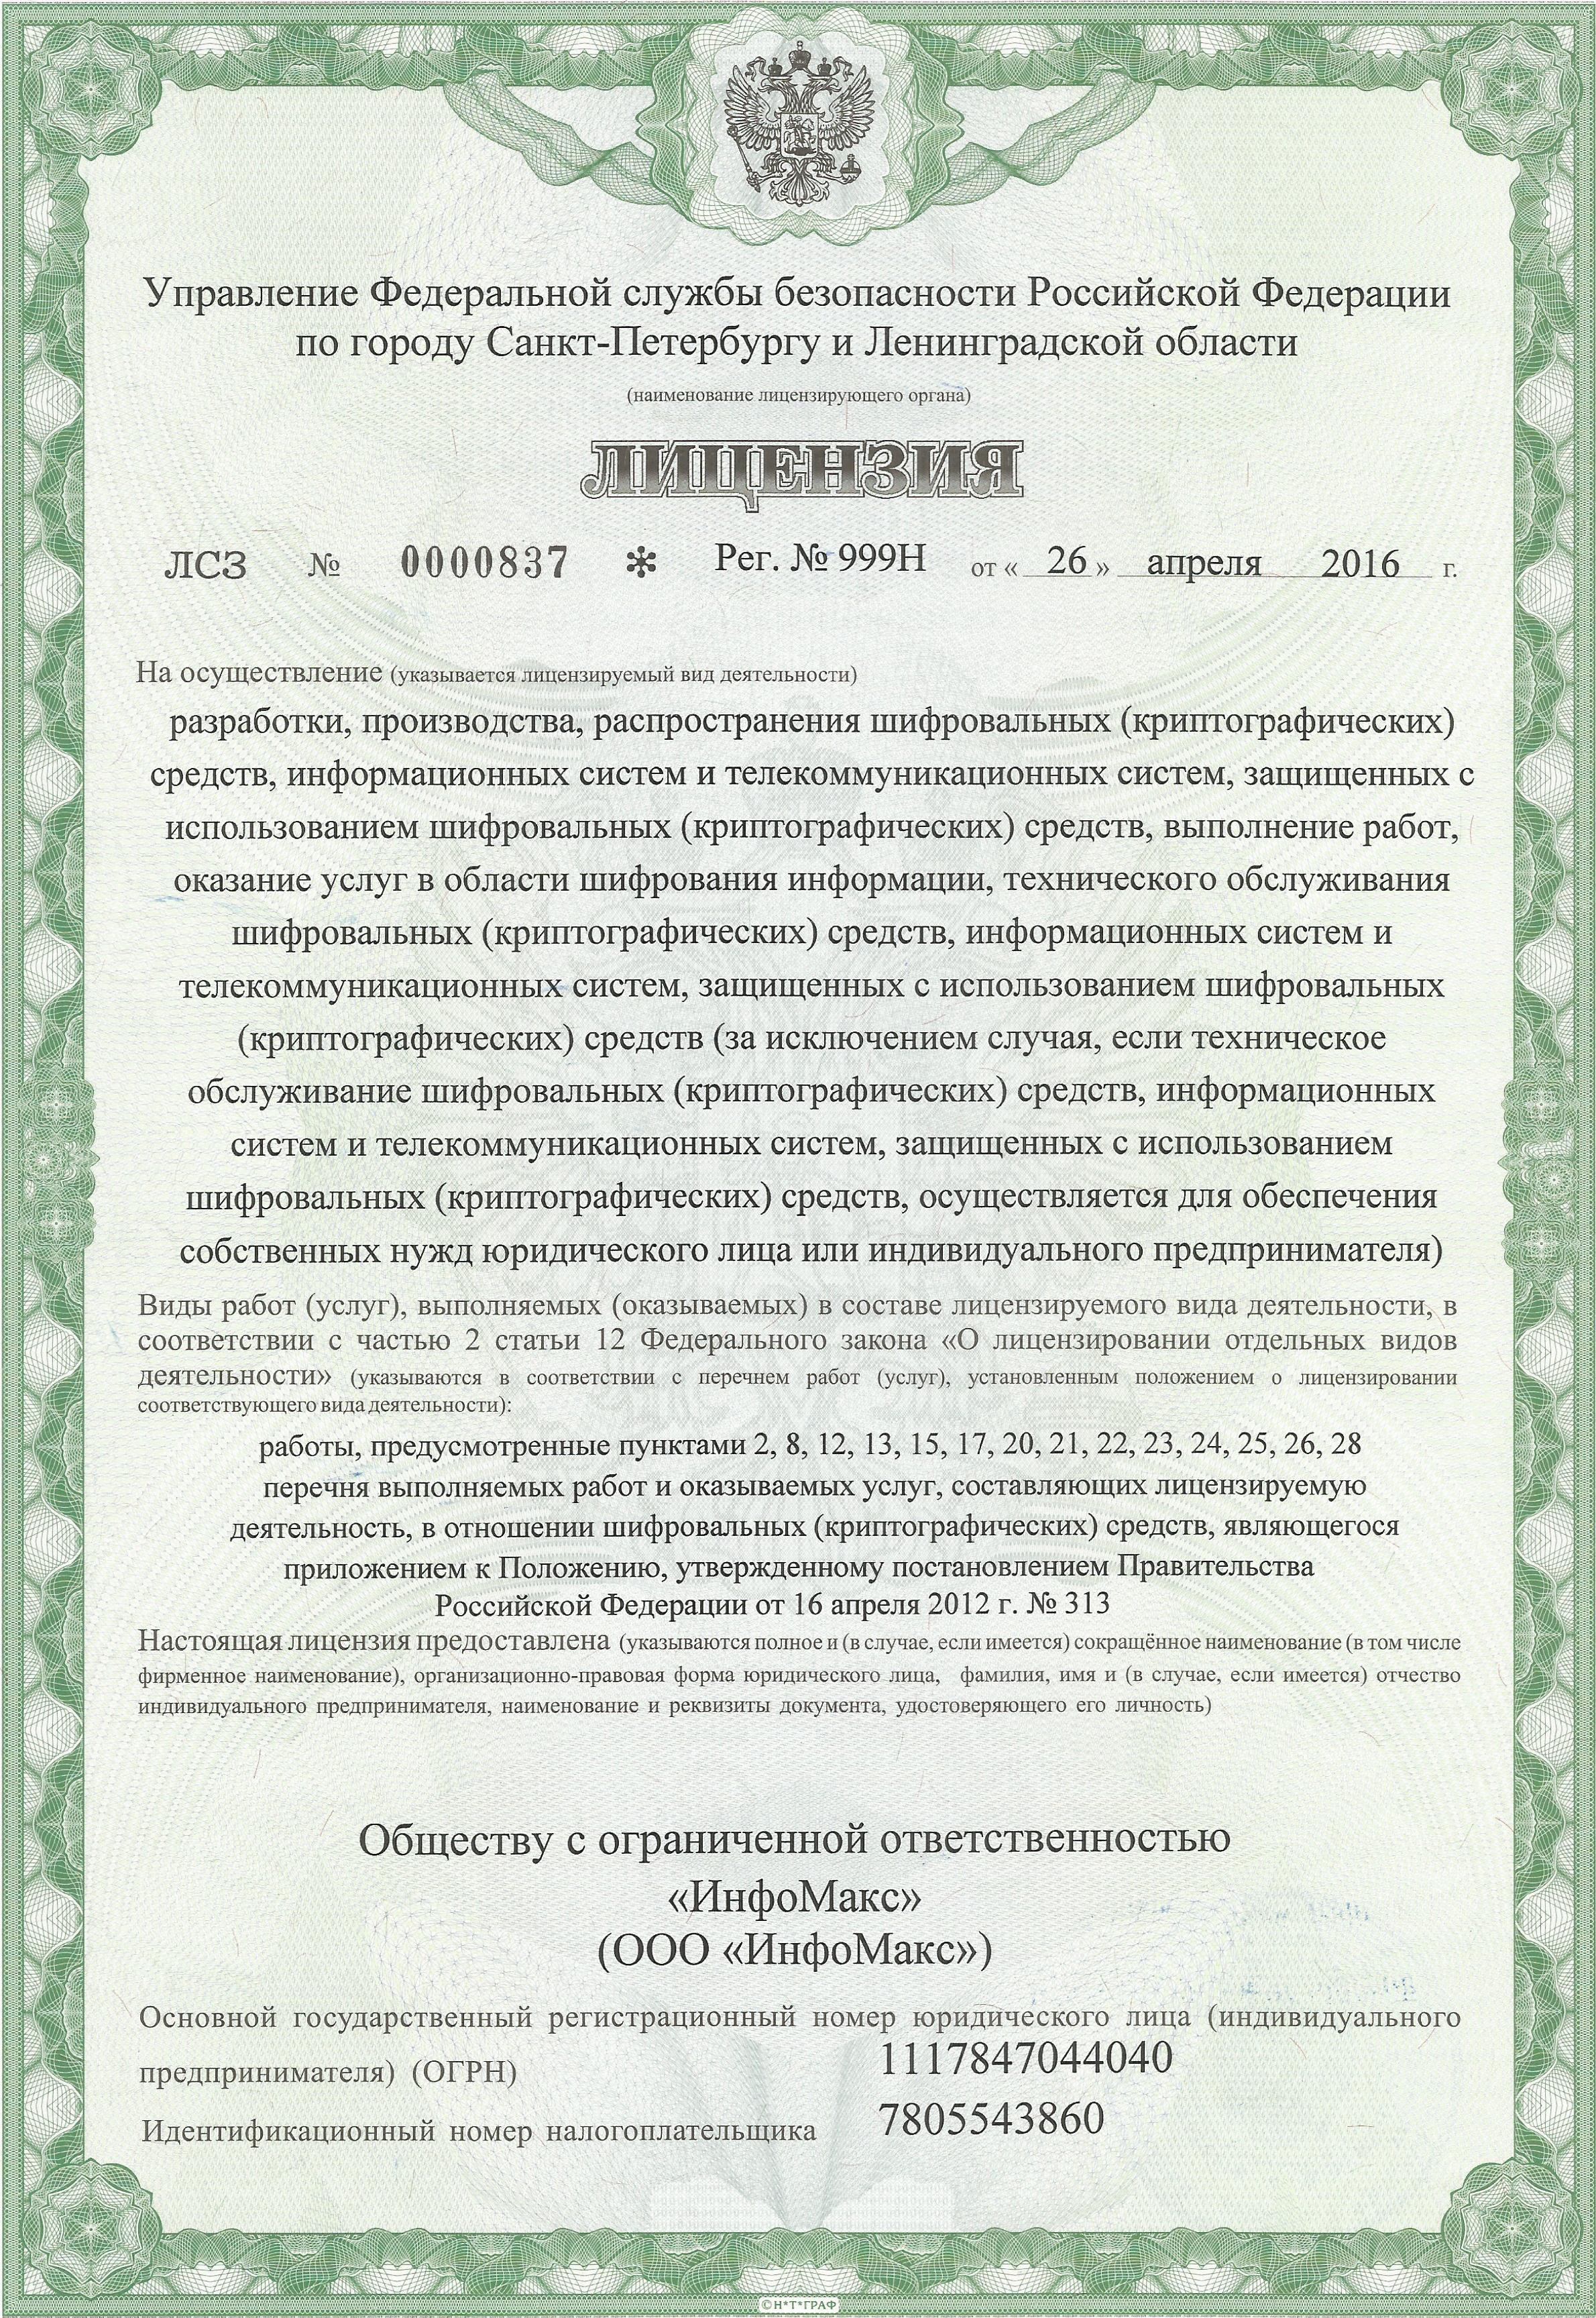 Управление Федеральной службы безопасности Российской Федерации
по городу Санкт-Петербургу и Ленинградской области
(наименование лицензирующего органа)
ЛИЦЕНЗИЯ
ЛСЗ № 0000837 ✻ Рег. № 999Н от « 26 » апреля 2016 г.
На осуществление (указывается лицензируемый вид деятельности)
разработки, производства, распространения шифровальных (криптографических)
средств, информационных систем и телекоммуникационных систем, защищенных с
использованием шифровальных (криптографических) средств, выполнение работ,
оказание услуг в области шифрования информации, технического обслуживания
шифровальных (криптографических) средств, информационных систем и
телекоммуникационных систем, защищенных с использованием шифровальных
(криптографических) средств (за исключением случая, если техническое
обслуживание шифровальных (криптографических) средств, информационных
систем и телекоммуникационных систем, защищенных с использованием
шифровальных (криптографических) средств, осуществляется для обеспечения
собственных нужд юридического лица или индивидуального предпринимателя)
Виды работ (услуг), выполняемых (оказываемых) в составе лицензируемого вида деятельности, в
соответствии с частью 2 статьи 12 Федерального закона «О лицензировании отдельных видов
деятельности» (указываются в соответствии с перечнем работ (услуг), установленным положением о лицензировании
соответствующего вида деятельности):
работы, предусмотренные пунктами 2, 8, 12, 13, 15, 17, 20, 21, 22, 23, 24, 25, 26, 28
перечня выполняемых работ и оказываемых услуг, составляющих лицензируемую
деятельность, в отношении шифровальных (криптографических) средств, являющегося
приложением к Положению, утвержденному постановлением Правительства
Российской Федерации от 16 апреля 2012 г. № 313
Настоящая лицензия предоставлена (указываются полное и (в случае, если имеется) сокращённое наименование (в том числе
фирменное наименование), организационно-правовая форма юридического лица, фамилия, имя и (в случае, если имеется) отчество
индивидуального предпринимателя, наименование и реквизиты документа, удостоверяющего его личность)
Обществу с ограниченной ответственностью
«ИнфоМакс»
(ООО «ИнфоМакс»)
Основной государственный регистрационный номер юридического лица (индивидуального
предпринимателя) (ОГРН) 1117847044040
Идентификационный номер налогоплательщика 7805543860
© Н*Т*ГРАФ